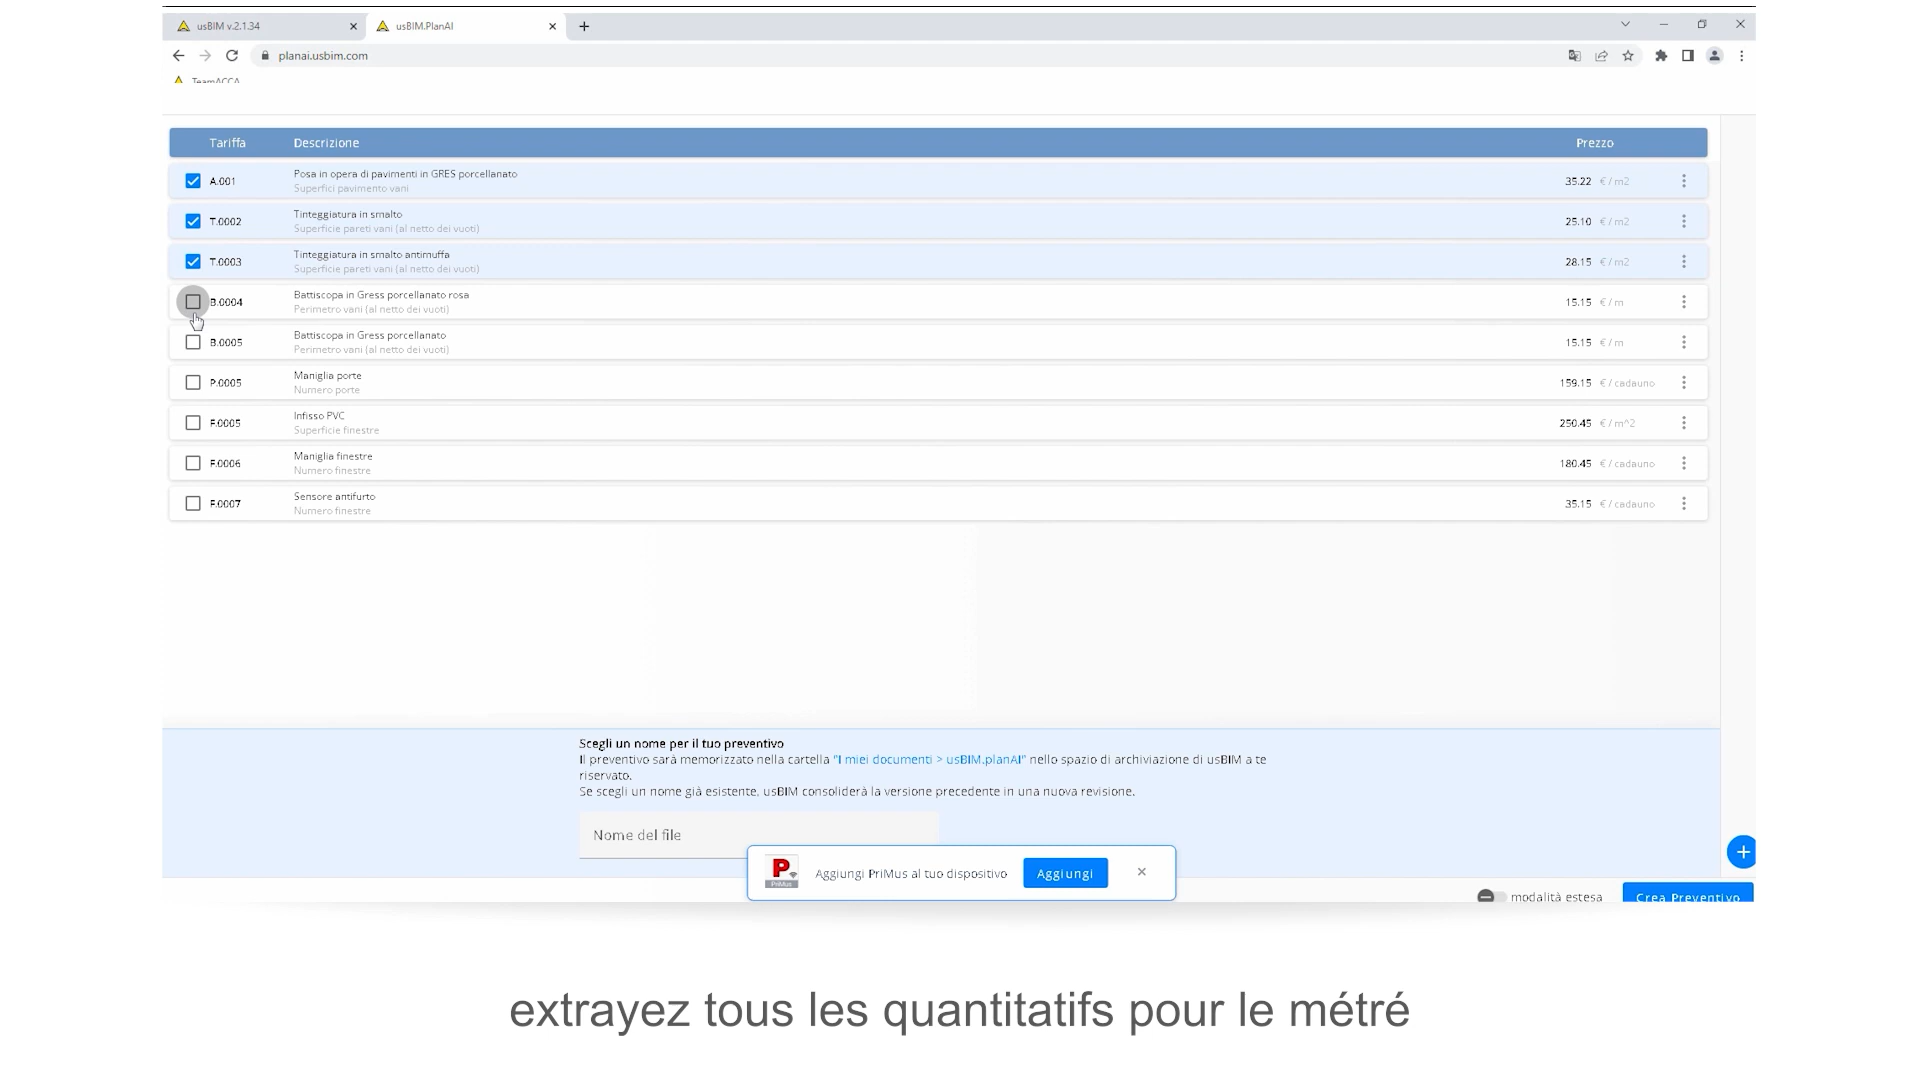 usBIM v.2.1.34
usBIM.PlanAI
planai.usbim.com
TeamACCA
Tariffa Descrizione Prezzo
A.001 Posa in opera di pavimenti in GRES porcellanato 35.22 € / m2
Superfici pavimento vani
T.0002 Tinteggiatura in smalto 25.10 € / m2
Superficie pareti vani (al netto dei vuoti)
T.0003 Tinteggiatura in smalto antimuffa 28.15 € / m2
Superficie pareti vani (al netto dei vuoti)
B.0004 Battiscopa in Gress porcellanato rosa 15.15 € / m
Perimetro vani (al netto dei vuoti)
B.0005 Battiscopa in Gress porcellanato 15.15 € / m
Perimetro vani (al netto dei vuoti)
P.0005 Maniglia porte 159.15 € / cadauno
Numero porte
F.0005 Infisso PVC 250.45 € / m^2
Superficie finestre
F.0006 Maniglia finestre 180.45 € / cadauno
Numero finestre
F.0007 Sensore antifurto 35.15 € / cadauno
Numero finestre
Scegli un nome per il tuo preventivo
Il preventivo sarà memorizzato nella cartella "I miei documenti > usBIM.planAI" nello spazio di archiviazione di usBIM a te
riservato.
Se scegli un nome già esistente, usBIM consoliderà la versione precedente in una nuova revisione.
Nome del file
P PriMus Aggiungi PriMus al tuo dispositivo Aggiungi
modalità estesa Crea Preventivo
extrayez tous les quantitatifs pour le métré